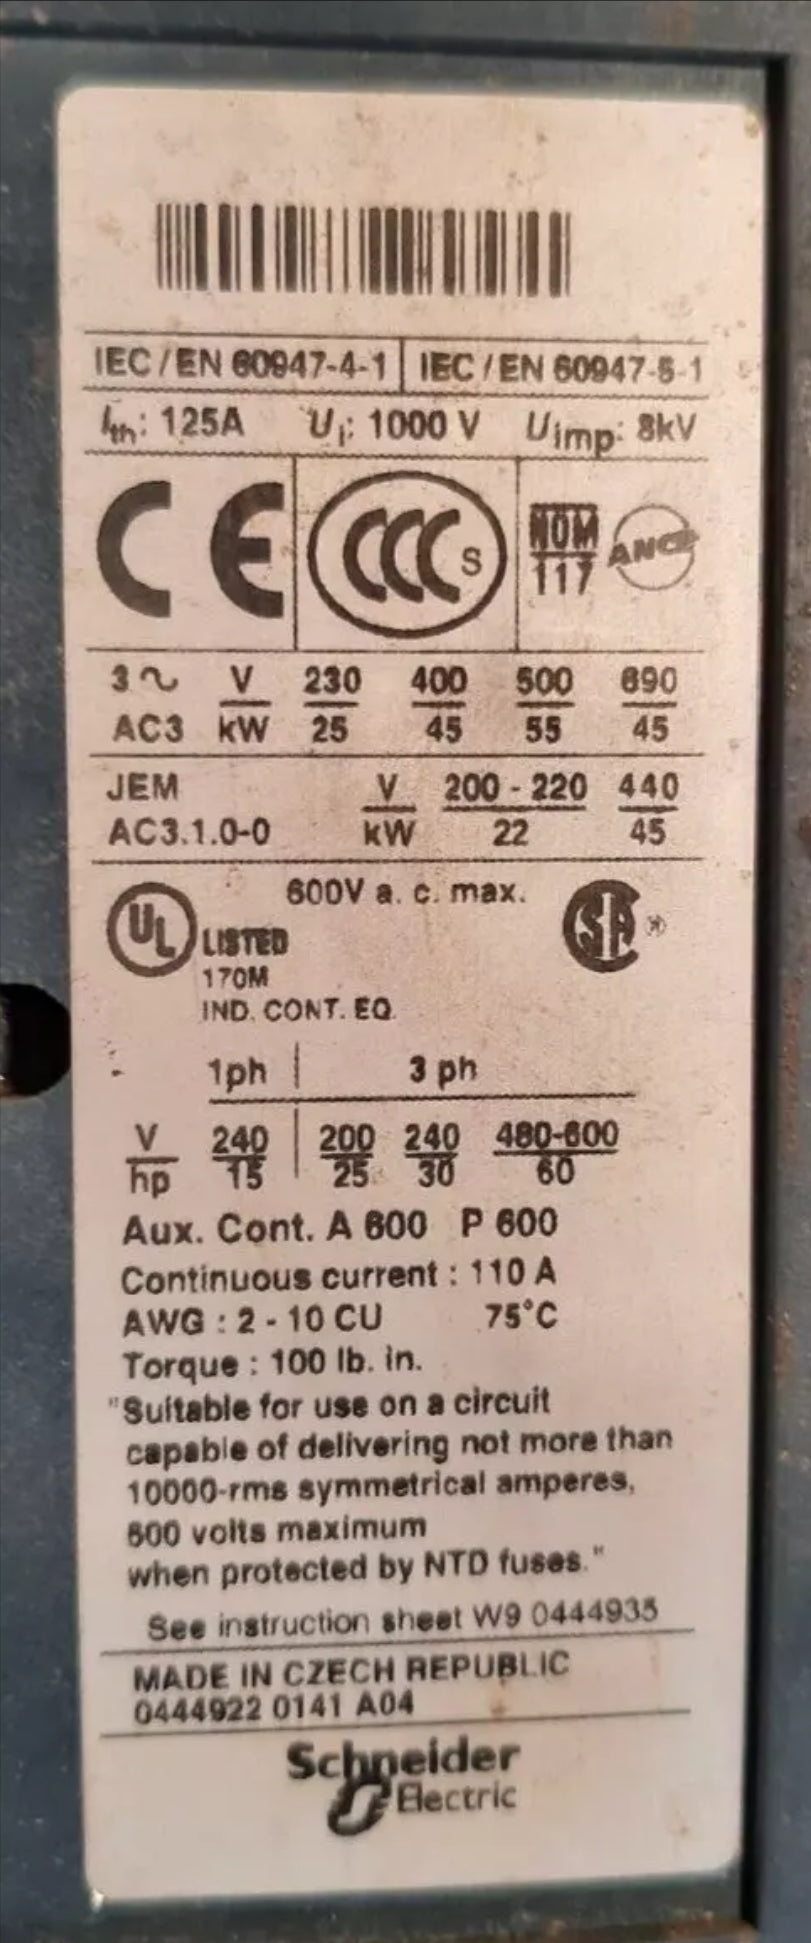 IEC / EN 60947-4-1 IEC / EN 60947-5-1
Ith: 125A Ui: 1000 V Uimp: 8kV
CE CCC S NOM 117 ANCE
3 ~ V 230 400 500 690
AC3 kW 25 45 55 45
JEM V 200 - 220 440
AC3.1.0-0 kW 22 45
600V a. c. max.
UL LISTED SA ®
170M
IND. CONT. EQ.
1ph 3 ph
V 240 200 240 480-600
hp 15 25 30 60
Aux. Cont. A 600 P 600
Continuous current : 110 A
AWG : 2 - 10 CU 75°C
Torque : 100 lb. in.
"Suitable for use on a circuit
capable of delivering not more than
10000-rms symmetrical amperes,
600 volts maximum
when protected by NTD fuses."
See instruction sheet W9 0444935
MADE IN CZECH REPUBLIC
0444922 0141 A04
Schneider
Electric